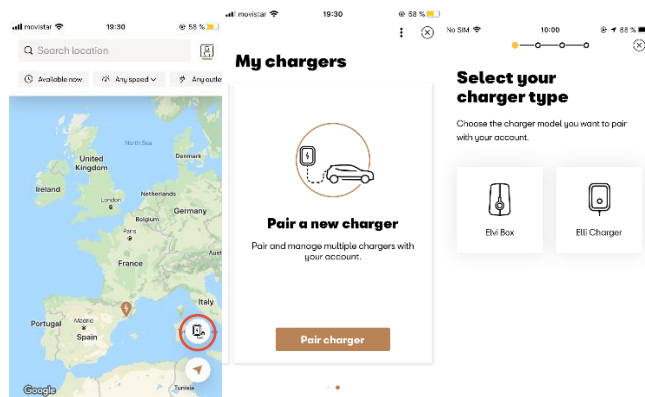 movistar
19:30
58 %
Search location
Available now
Any speed
Any outle
North Sea
United
Kingdom
Denmark
Ireland
London
Netherlands
Belgium
Germany
Paris
France
Aust
Italy
Portugal
Madrid
Spain
Google
Tunisia
movistar
19:30
58 %
My chargers
Pair a new charger
Pair and manage multiple chargers with
your account.
Pair charger
No SIM
10:00
88 %
Select your
charger type
Choose the charger model you want to pair
with your account.
Elvi Box
Elli Charger